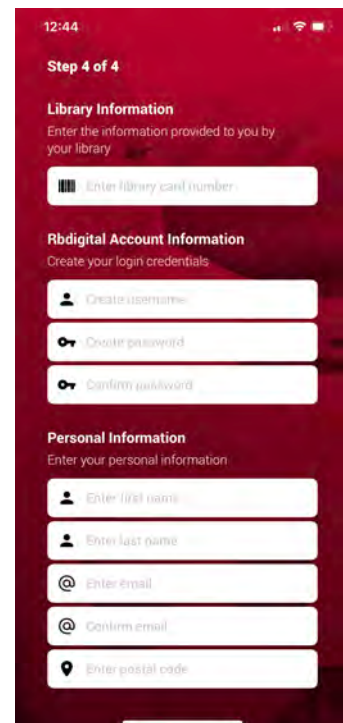 12:44
Step 4 of 4
Library Information
Enter the information provided to you by
your library
Enter library card number
Rbdigital Account Information
Create your login credentials
Create username
Create password
Confirm password
Personal Information
Enter your personal information
Enter first name
Enter last name
Enter email
Confirm email
Enter postal code